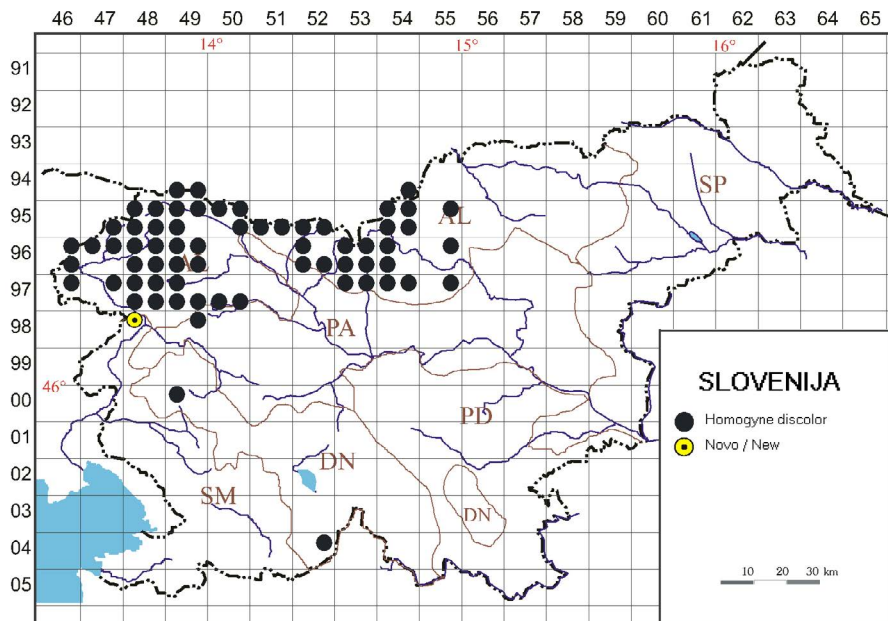 46 47 48 49 50 51 52 53 54 55 56 57 58 59 60 61 62 63 64 65
14° 15° 16°
91
92
93
94
SP
95
AL
96
AL
97
98
PA
99
46°
SLOVENIJA
00
PD
Homogyne discolor
01
Novo / New
02
DN
SM
03
DN
04
05
10 20 30 km